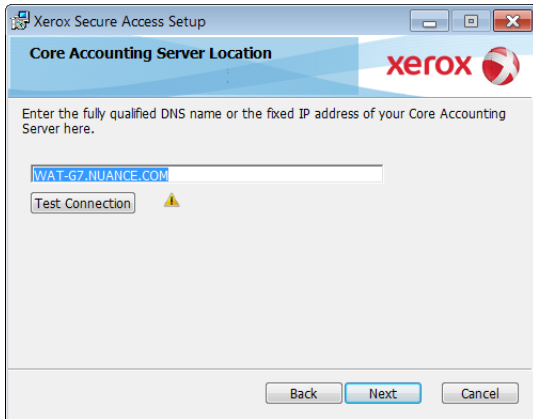 Xerox Secure Access Setup
Core Accounting Server Location
xerox
Enter the fully qualified DNS name or the fixed IP address of your Core Accounting
Server here.
WAT-G7.NUANCE.COM
Test Connection
Back Next Cancel